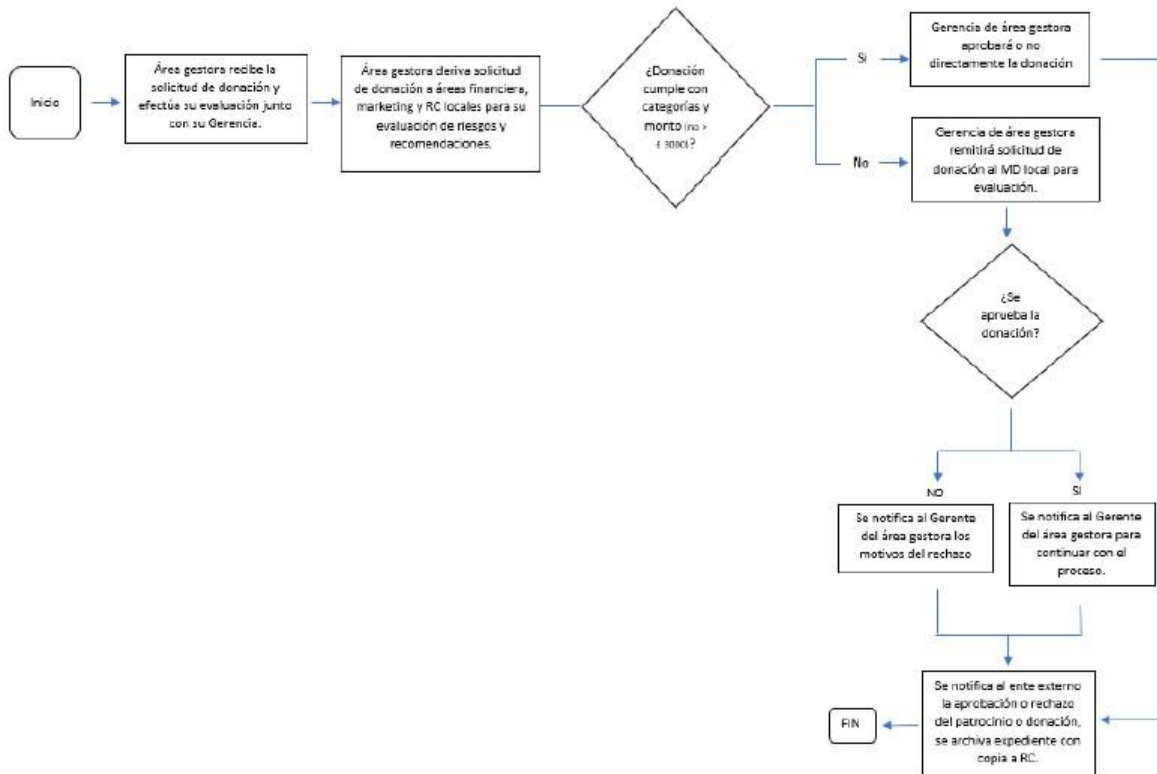 Inicio
Área gestora recibe la
solicitud de donación y
efectúa su evaluación junto
con su Gerencia.
Área gestora deriva solicitud
de donación a áreas financiera,
marketing y RC locales para su
evaluación de riesgos y
recomendaciones.
¿Donación
cumple con
categorías y
monto (no >
3000)?
Si
Gerencia de área gestora
aprobará o no
directamente la donación
No
Gerencia de área gestora
remitirá solicitud de
donación al MD local para
evaluación.
¿Se
aprueba la
donación?
NO
Se notifica al Gerente
del área gestora los
motivos del rechazo
SI
Se notifica al Gerente
del área gestora para
continuar con el
proceso.
Se notifica al ente externo
la aprobación o rechazo
del patrocinio o donación,
se archiva expediente con
copia a RC.
FIN